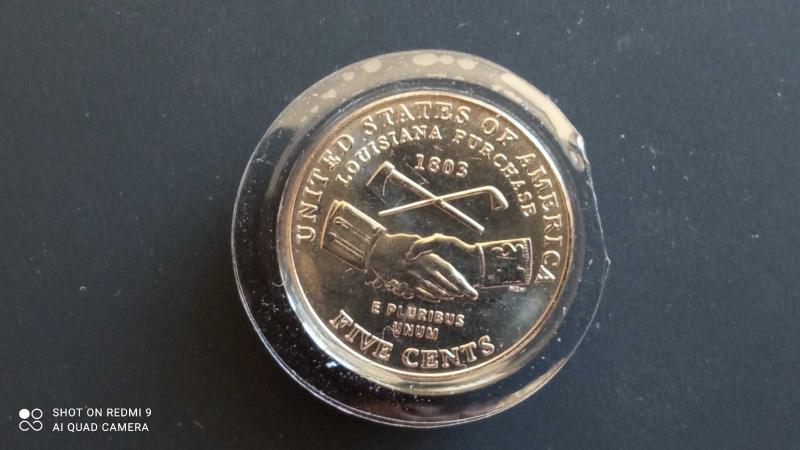 UNITED STATES OF AMERICA
LOUISIANA PURCHASE
1803
E PLURIBUS
UNUM
FIVE CENTS
SHOT ON REDMI 9
AI QUAD CAMERA